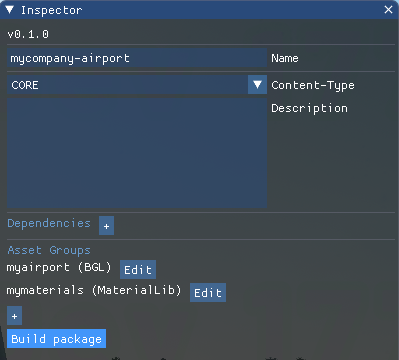 Inspector
v0.1.0
mycompany-airport Name
CORE Content-Type
Description
Dependencies +
Asset Groups
myairport (BGL) Edit
mymaterials (MaterialLib) Edit
+
Build package